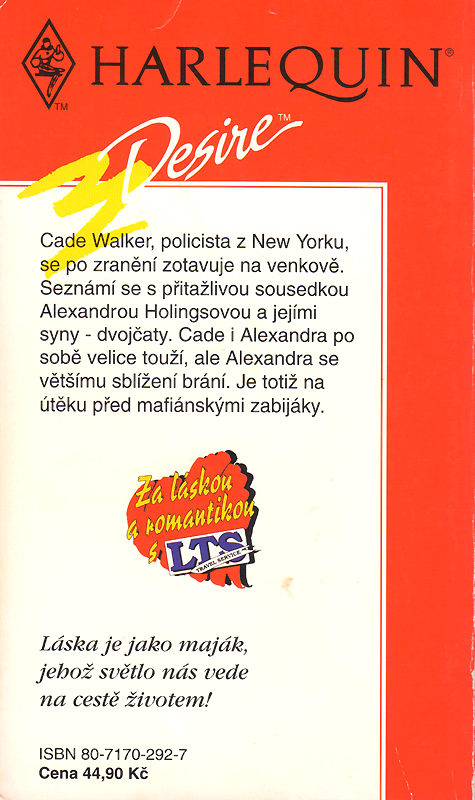 HARLEQUIN®
TM
Desire™
Cade Walker, policista z New Yorku,
se po zranění zotavuje na venkově.
Seznámí se s přitažlivou sousedkou
Alexandrou Holingsovou a jejími
syny - dvojčaty. Cade i Alexandra po
sobě velice touží, ale Alexandra se
většímu sblížení brání. Je totiž na
útěku před mafiánskými zabijáky.
Za láskou
a romantikou
s LTS
TRAVEL SERVICE
Láska je jako maják,
jehož světlo nás vede
na cestě životem!
ISBN 80-7170-292-7
Cena 44,90 Kč